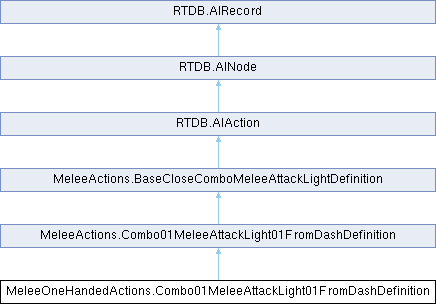 RTDB.AIRecord
RTDB.AINode
RTDB.AIAction
MeleeActions.BaseCloseComboMeleeAttackLightDefinition
MeleeActions.Combo01MeleeAttackLight01FromDashDefinition
MeleeOneHandedActions.Combo01MeleeAttackLight01FromDashDefinition